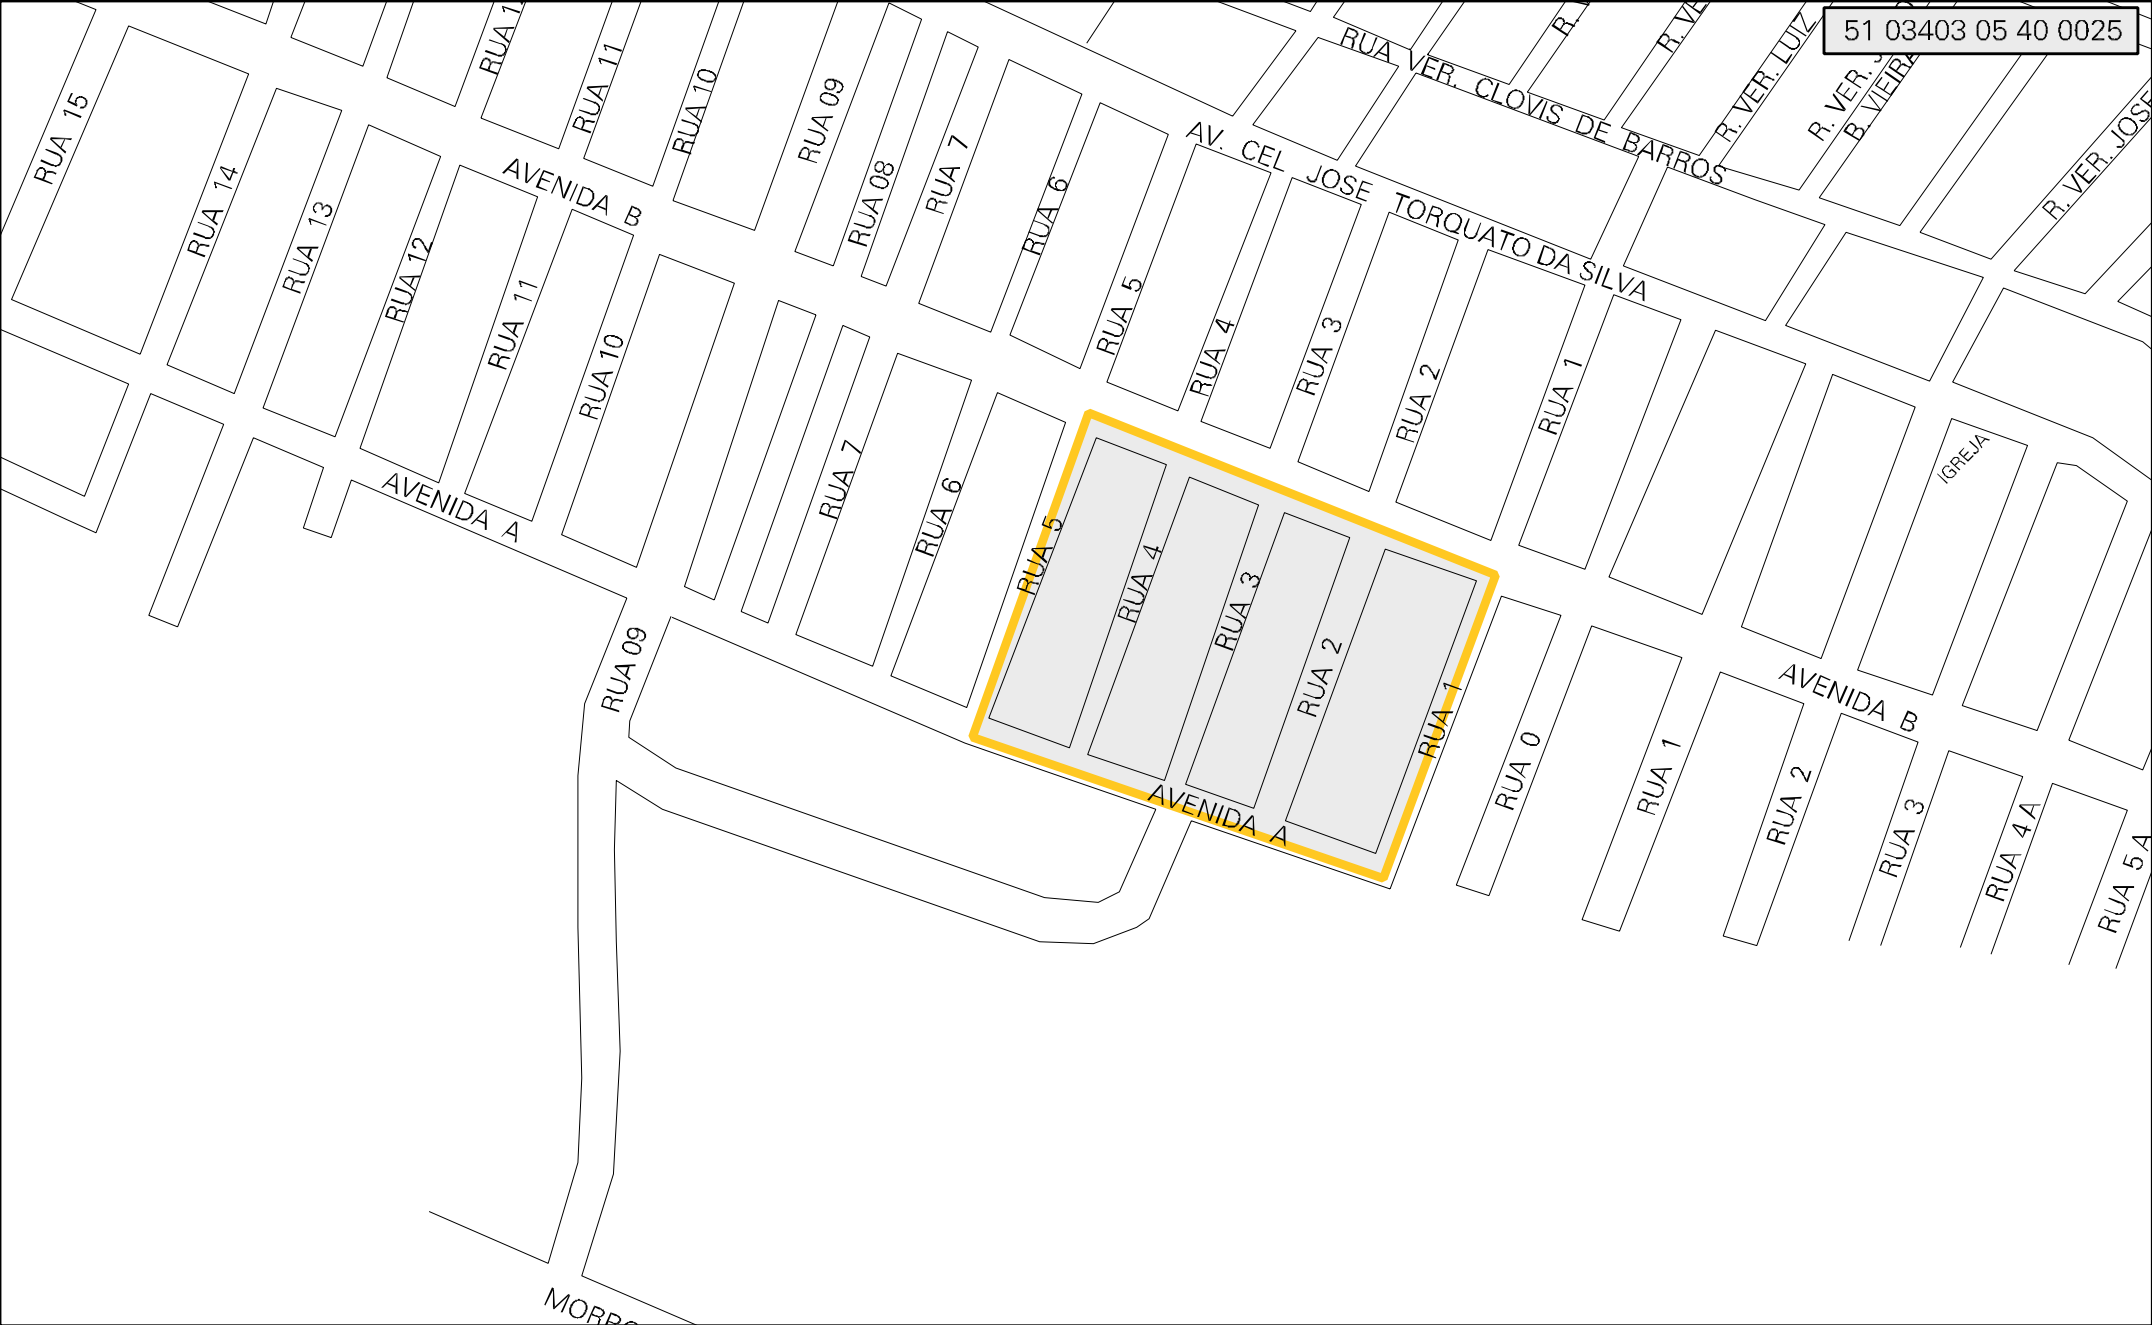 51 03403 05 40 0025
RUA 11
RUA 10
RUA 09
RUA 08
RUA 7
RUA 6
RUA 5
RUA 4
RUA 3
RUA 2
RUA 1
RUA VER. CLOVIS DE BARROS
AV. CEL JOSE TORQUATO DA SILVA
R. VER. LUIZ
R. VER.
B. VIEIRA
R. VER. JOSE
RUA 15
RUA 14
RUA 13
RUA 12
RUA 11
RUA 10
AVENIDA B
IGREJA
RUA 7
RUA 6
RUA 5
RUA 4
RUA 3
RUA 2
RUA 1
RUA 0
RUA 1
RUA 2
RUA 3
RUA 4 A
RUA 5 A
AVENIDA B
AVENIDA A
RUA 09
AVENIDA A